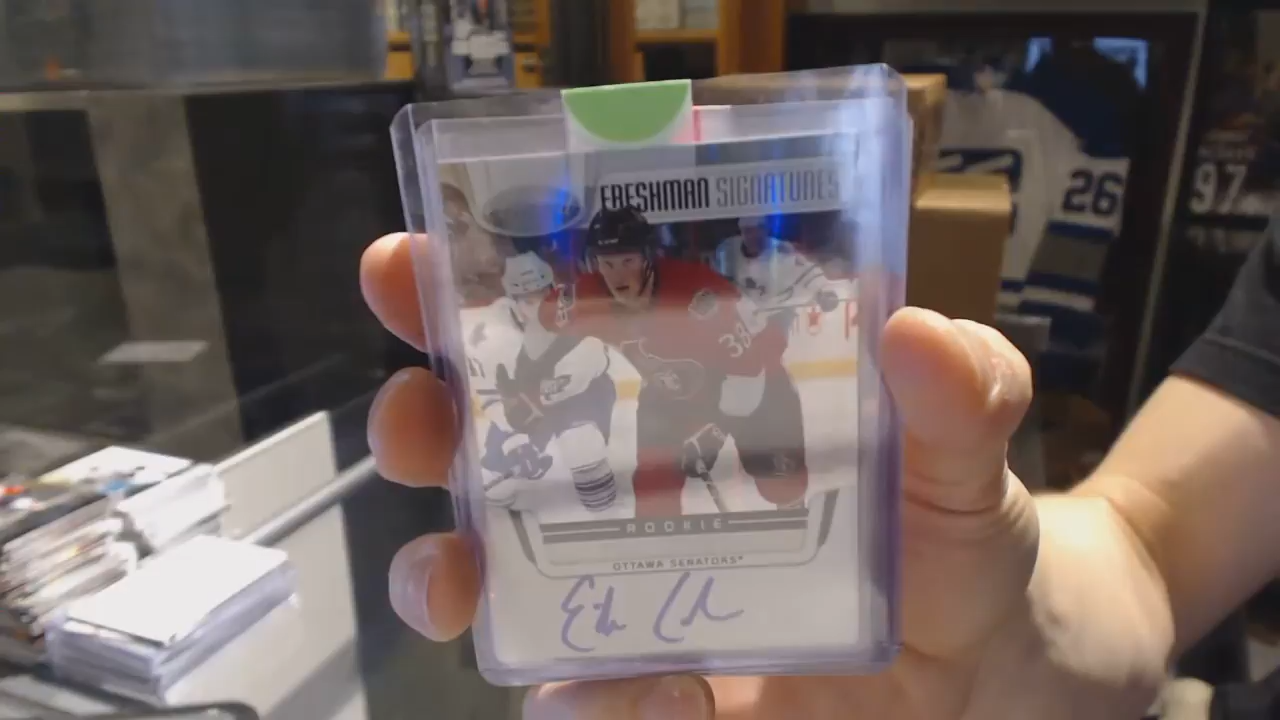 FRESHMAN SIGNATURES
26
97
38
ROOKIE
OTTAWA SENATORS